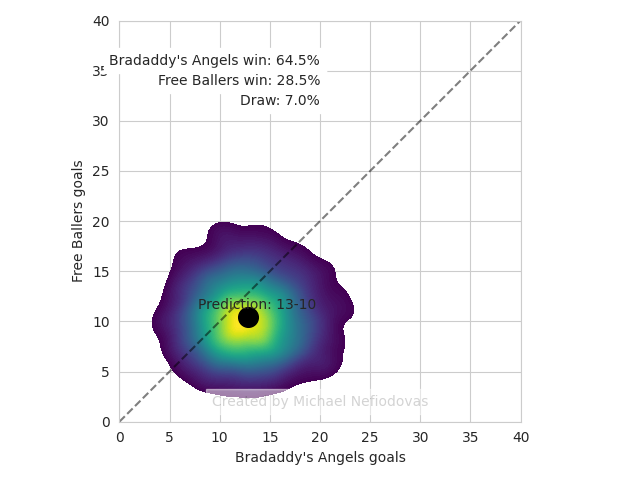 40
Bradaddy's Angels win: 64.5%
35
Free Ballers win: 28.5%
Draw: 7.0%
30
25
Free Ballers goals
20
15
Prediction: 13-10
10
5
Created by Michael Nefiodovas
0
0 5 10 15 20 25 30 35 40
Bradaddy's Angels goals